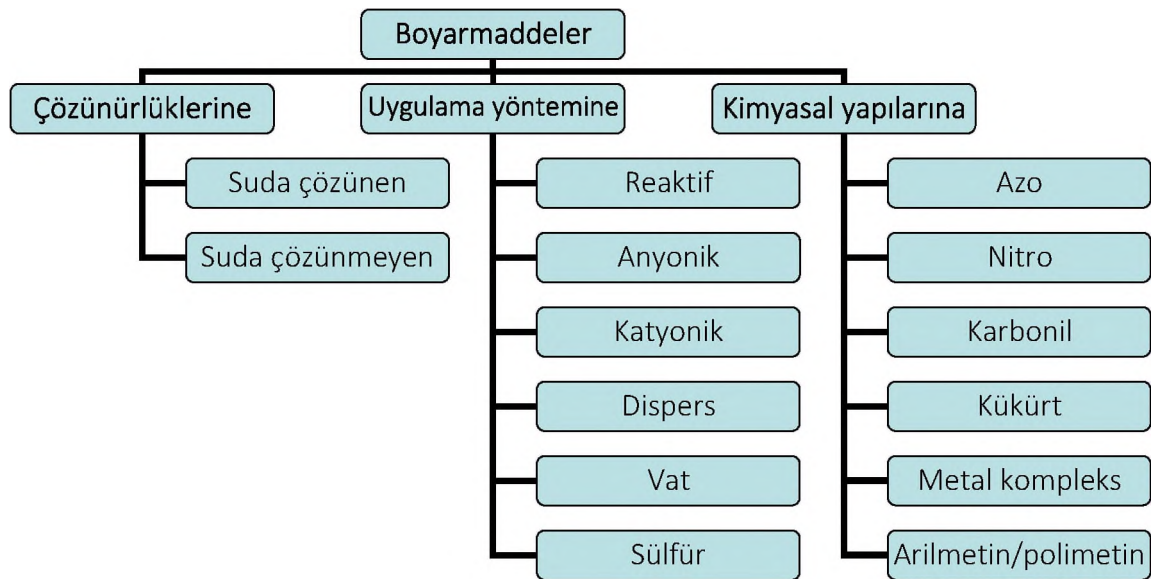 Boyarmaddeler
Çözünürlüklerine
Suda çözünen
Suda çözünmeyen
Uygulama yöntemine
Reaktif
Anyonik
Katyonik
Dispers
Vat
Sülfür
Kimyasal yapılarına
Azo
Nitro
Karbonil
Kükürt
Metal kompleks
Arilmetin/polimetin